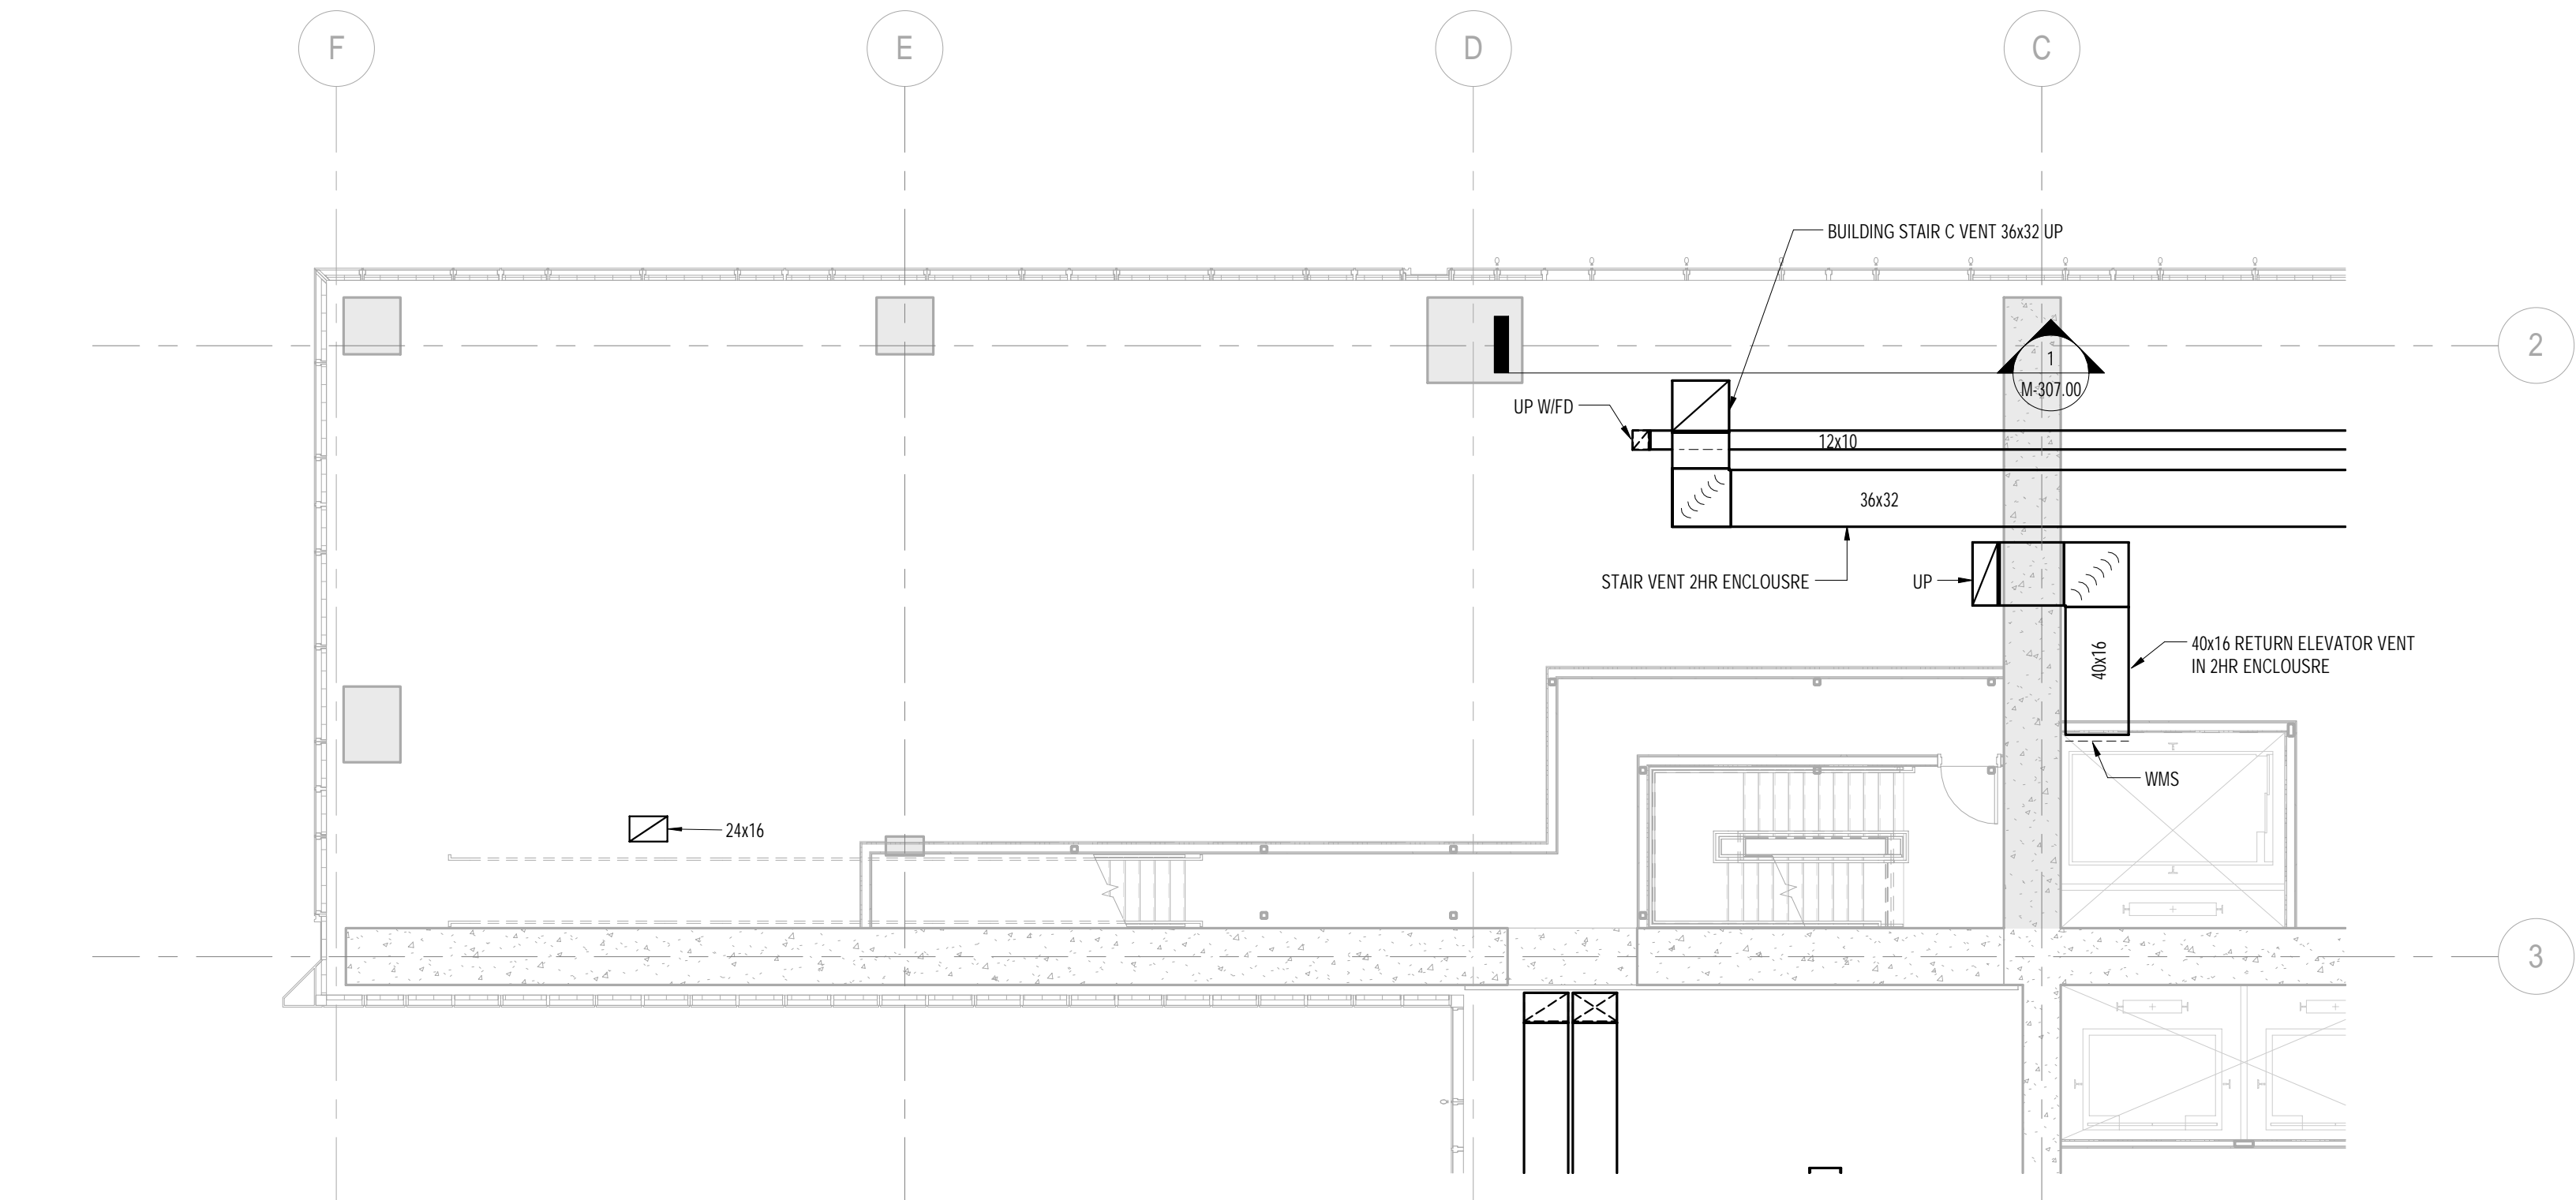 F
E
D
C
BUILDING STAIR C VENT 36x32 UP
2
1
M-307.00
UP W/FD
12x10
36x32
STAIR VENT 2HR ENCLOUSRE
UP
40x16
40x16 RETURN ELEVATOR VENT
IN 2HR ENCLOUSRE
WMS
24x16
3